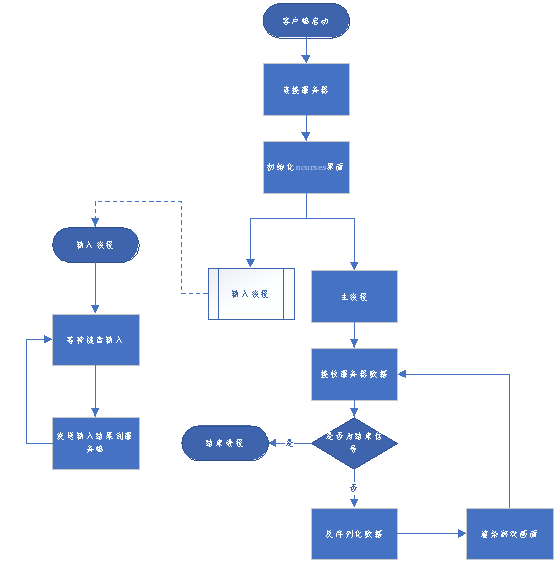 客户端启动
连接服务器
初始化ncurses界面
输入线程
输入线程
主线程
等待键盘输入
接收服务器数据
发送输入结果到服
务端
结束进程
是
是否为结束信
号
否
反序列化数据
重绘游戏画面